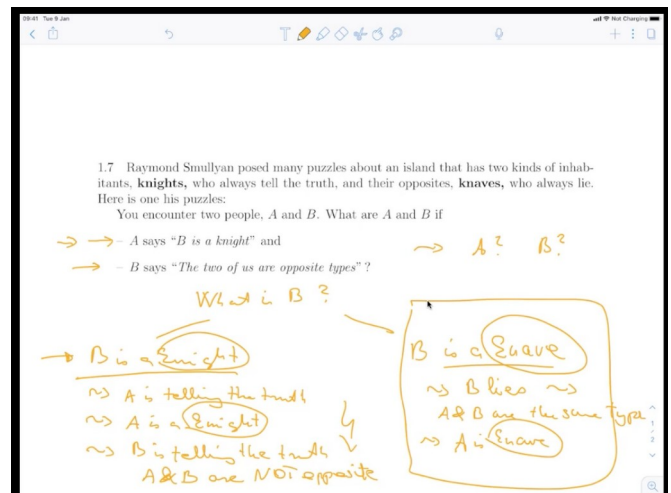 09:41 Tue 9 Jan
Not Charging
1.7 Raymond Smullyan posed many puzzles about an island that has two kinds of inhab-
itants, knights, who always tell the truth, and their opposites, knaves, who always lie.
Here is one his puzzles:
You encounter two people, A and B. What are A and B if
– A says “B is a knight” and
A? B?
– B says “The two of us are opposite types”?
What is B?
B is a knight
A is telling the truth
A is a knight
B is telling the truth
A & B are NOT opposite
B is a knave
B lies
A & B are the same type
A is knave
1
/
2